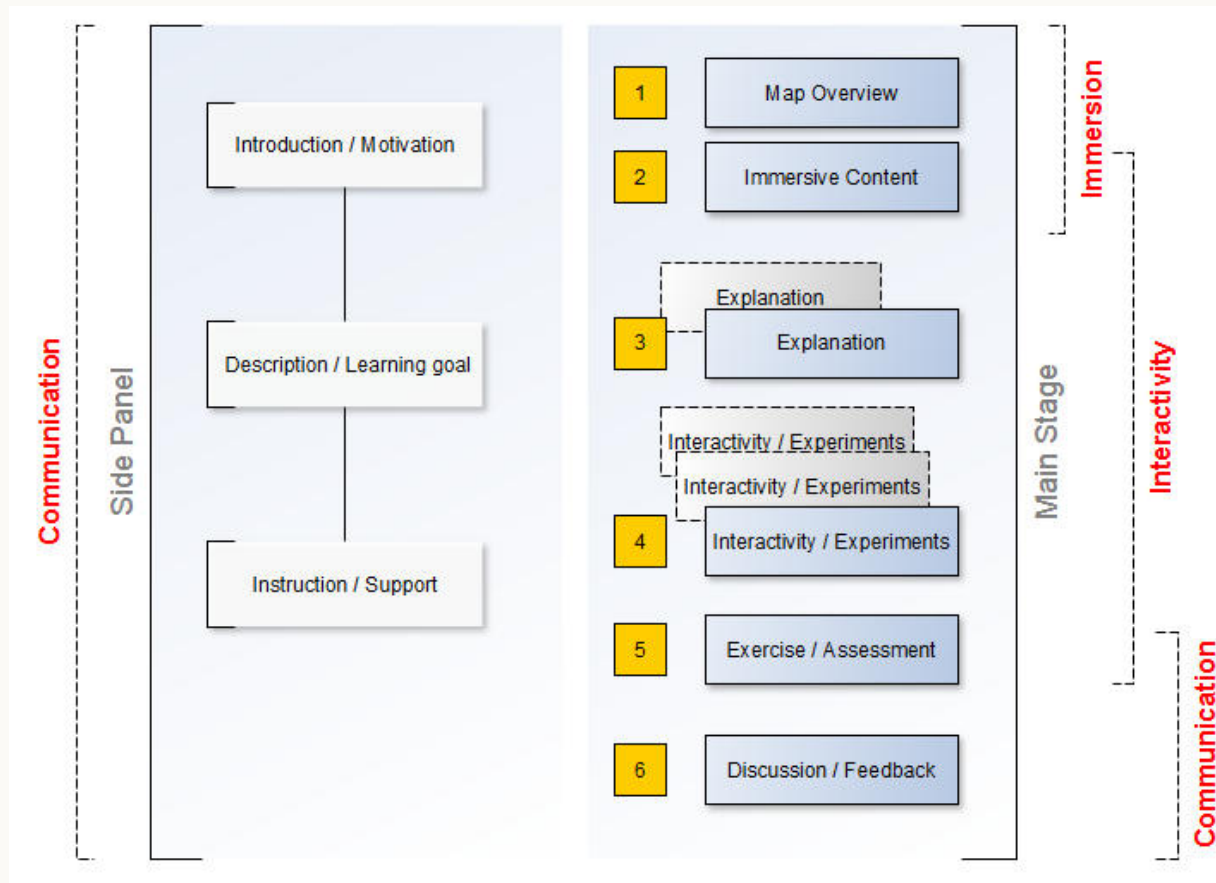 Communication
Side Panel
Introduction / Motivation
Description / Learning goal
Instruction / Support
1
Map Overview
2
Immersive Content
Explanation
3
Explanation
Interactivity / Experiments
Interactivity / Experiments
4
Interactivity / Experiments
5
Exercise / Assessment
6
Discussion / Feedback
Main Stage
Immersion
Interactivity
Communication